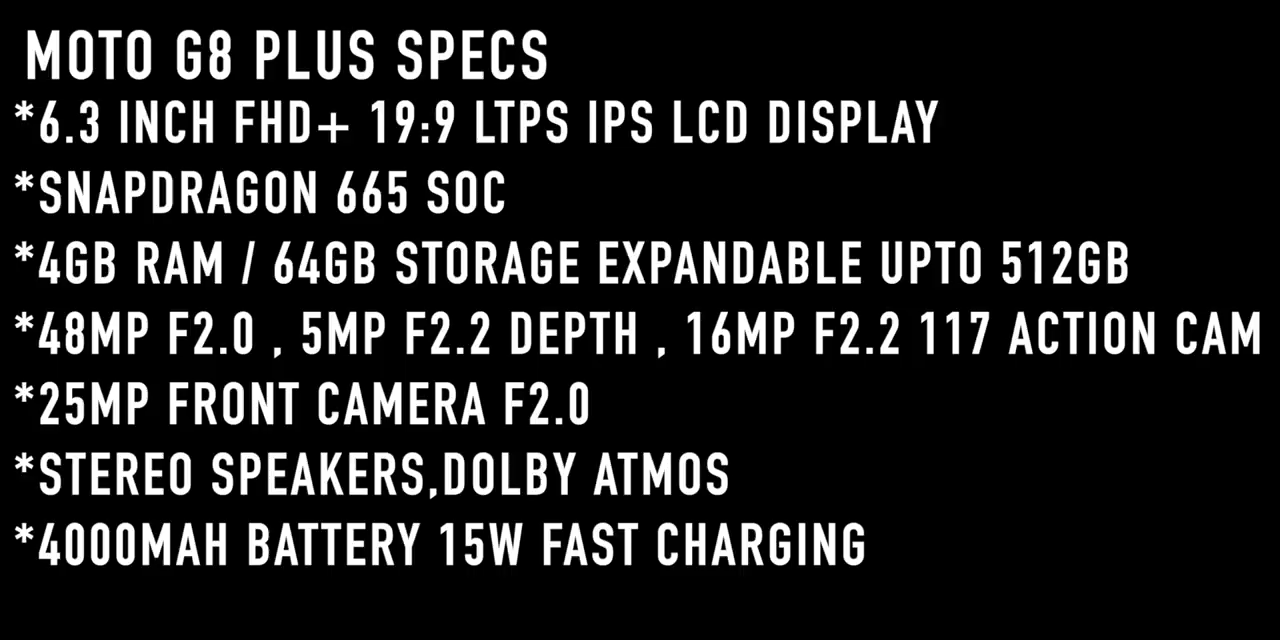 MOTO G8 PLUS SPECS
*6.3 INCH FHD+ 19:9 LTPS IPS LCD DISPLAY
*SNAPDRAGON 665 SOC
*4GB RAM / 64GB STORAGE EXPANDABLE UPTO 512GB
*48MP F2.0 , 5MP F2.2 DEPTH , 16MP F2.2 117 ACTION CAM
*25MP FRONT CAMERA F2.0
*STEREO SPEAKERS,DOLBY ATMOS
*4000MAH BATTERY 15W FAST CHARGING